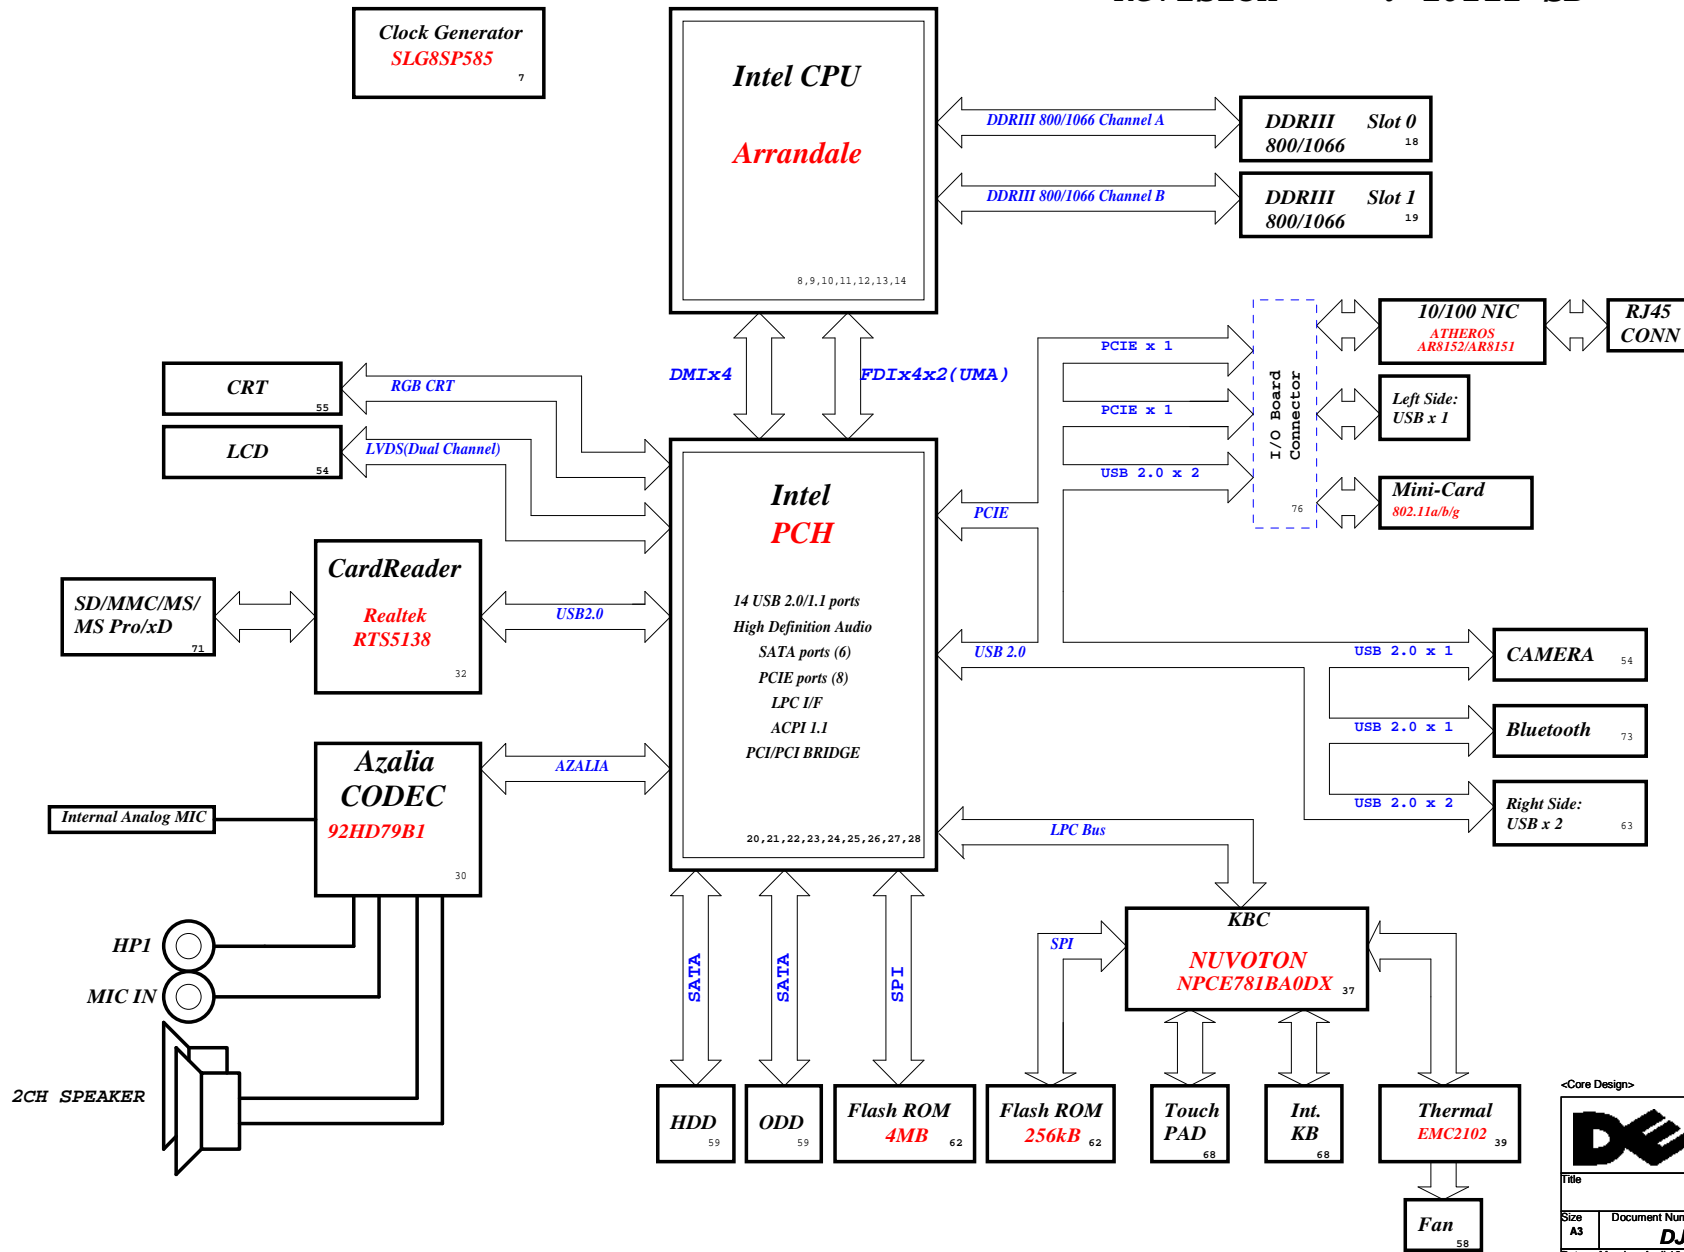 Clock Generator
SLG8SP585
7
Intel CPU
Arrandale
8,9,10,11,12,13,14
DDRIII 800/1066 Channel A
DDRIII Slot 0
800/1066
18
DDRIII 800/1066 Channel B
DDRIII Slot 1
800/1066
19
DMIx4
FDIx4x2(UMA)
CRT
55
RGB CRT
LCD
54
LVDS(Dual Channel)
PCIE x 1
PCIE x 1
USB 2.0 x 2
I/O Board
Connector
76
10/100 NIC
ATHEROS
AR8152/AR8151
RJ45
CONN
Left Side:
USB x 1
Mini-Card
802.11a/b/g
Intel
PCH
14 USB 2.0/1.1 ports
High Definition Audio
SATA ports (6)
PCIE ports (8)
LPC I/F
ACPI 1.1
PCI/PCI BRIDGE
20,21,22,23,24,25,26,27,28
PCIE
USB 2.0
SD/MMC/MS/
MS Pro/xD
71
CardReader
Realtek
RTS5138
32
USB2.0
USB 2.0 x 1
CAMERA
54
USB 2.0 x 1
Bluetooth
73
USB 2.0 x 2
Right Side:
USB x 2
63
Azalia
CODEC
92HD79B1
30
AZALIA
Internal Analog MIC
HP1
MIC IN
2CH SPEAKER
LPC Bus
KBC
NUVOTON
NPCE781BA0DX
37
SPI
SATA
SATA
SPI
HDD
59
ODD
59
Flash ROM
4MB
62
Flash ROM
256kB
62
Touch
PAD
68
Int.
KB
68
Thermal
EMC2102
39
Fan
58
<Core Design>
Title
Size
A3
Document Num
DJ